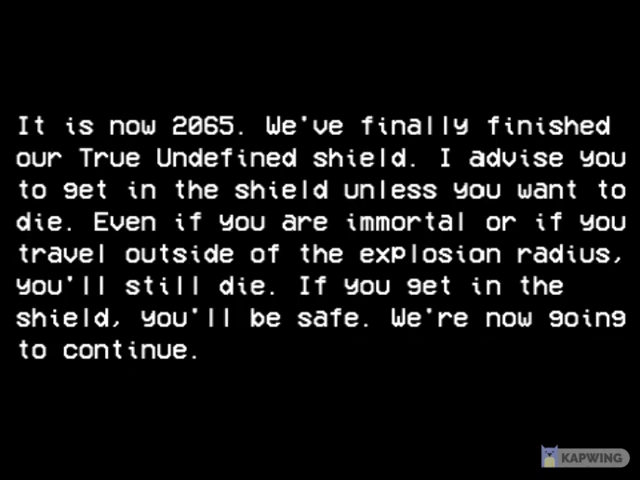 It is now 2065. We've finally finished
our True Undefined shield. I advise you
to get in the shield unless you want to
die. Even if you are immortal or if you
travel outside of the explosion radius,
you'll still die. If you get in the
shield, you'll be safe. We're now going
to continue.
KAPWING